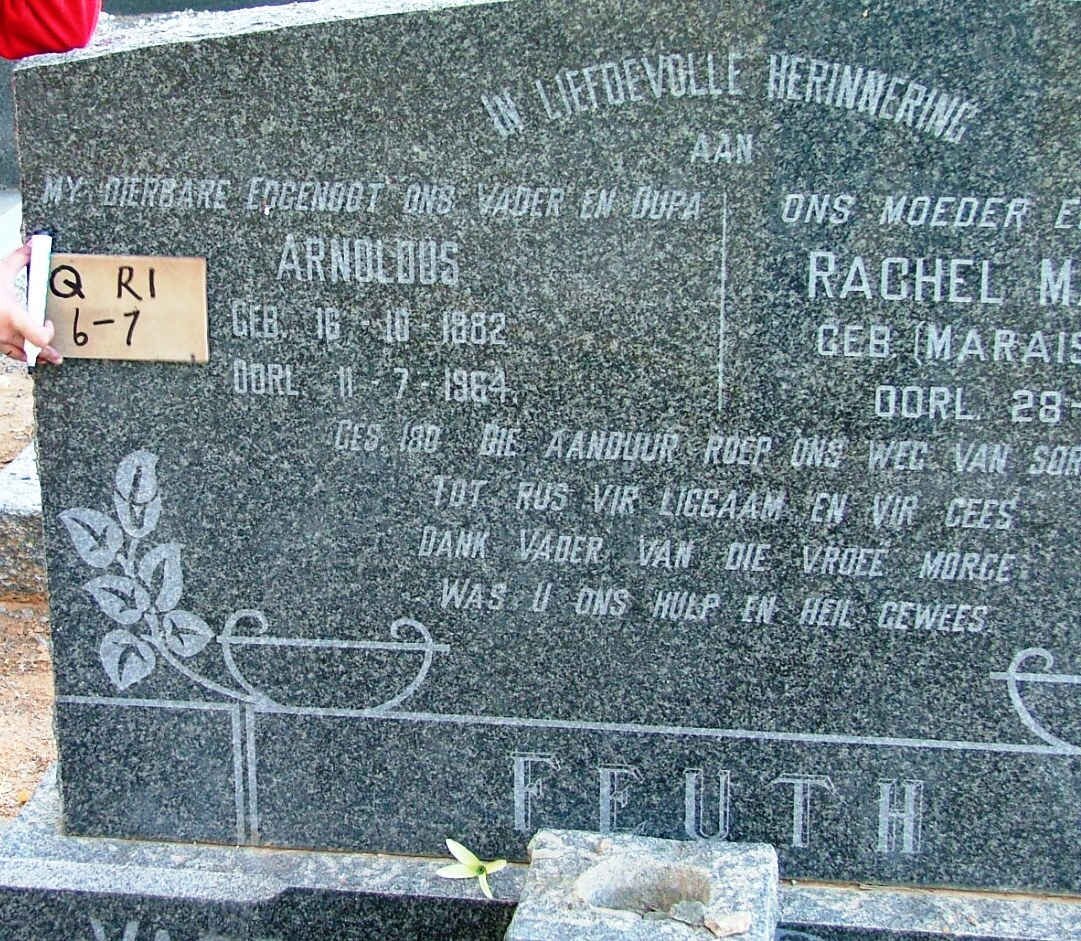 IN LIEFDEVOLLE HERINNERING
AAN
MY DIERBARE EGGENOOT ONS VADER EN OUPA
ARNOLDUS
GEB. 16 - 10 1882
OORL. 11 - 7 - 1964.
ONS MOEDER E
RACHEL M.
GEB (MARAIS
OORL. 28-
Q R1
6-7
GES. 180 DIE AANDUUR ROEP ONS WEG VAN SOR
TOT RUS VIR LIGGAAM EN VIR GEES
DANK VADER VAN DIE VROEË MORGE
WAS U ONS HULP EN HEIL GEWEES.
FEUTH